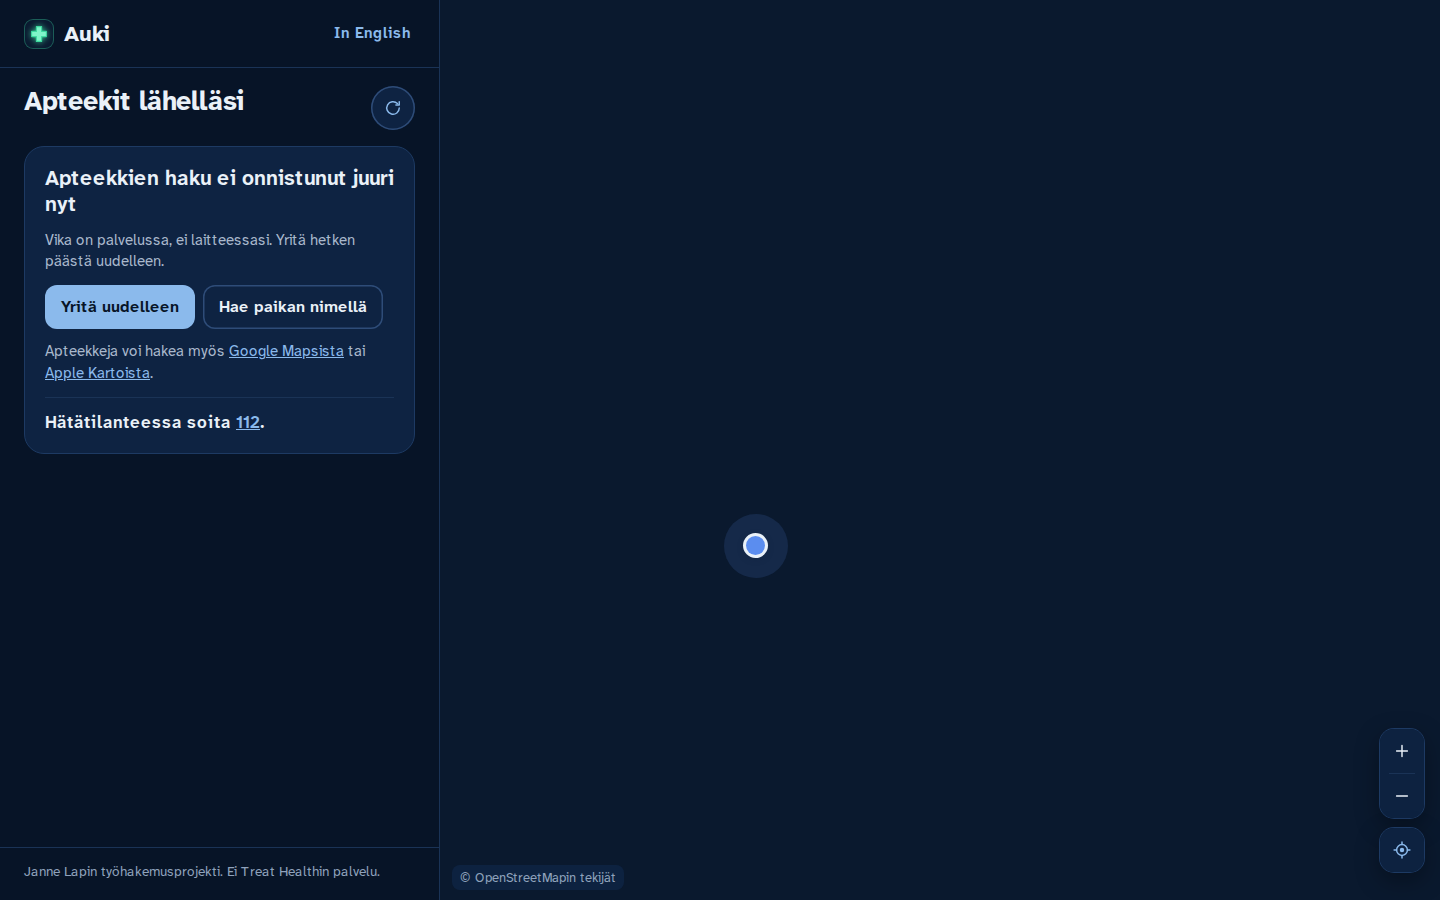 Auki
In English
Apteekit lähelläsi
Apteekkien haku ei onnistunut juuri
nyt
Vika on palvelussa, ei laitteessasi. Yritä hetken
päästä uudelleen.
Yritä uudelleen
Hae paikan nimellä
Apteekkeja voi hakea myös Google Mapsista tai
Apple Kartoista.
Hätätilanteessa soita 112.
Janne Lapin työhakemusprojekti. Ei Treat Healthin palvelu.
© OpenStreetMapin tekijät